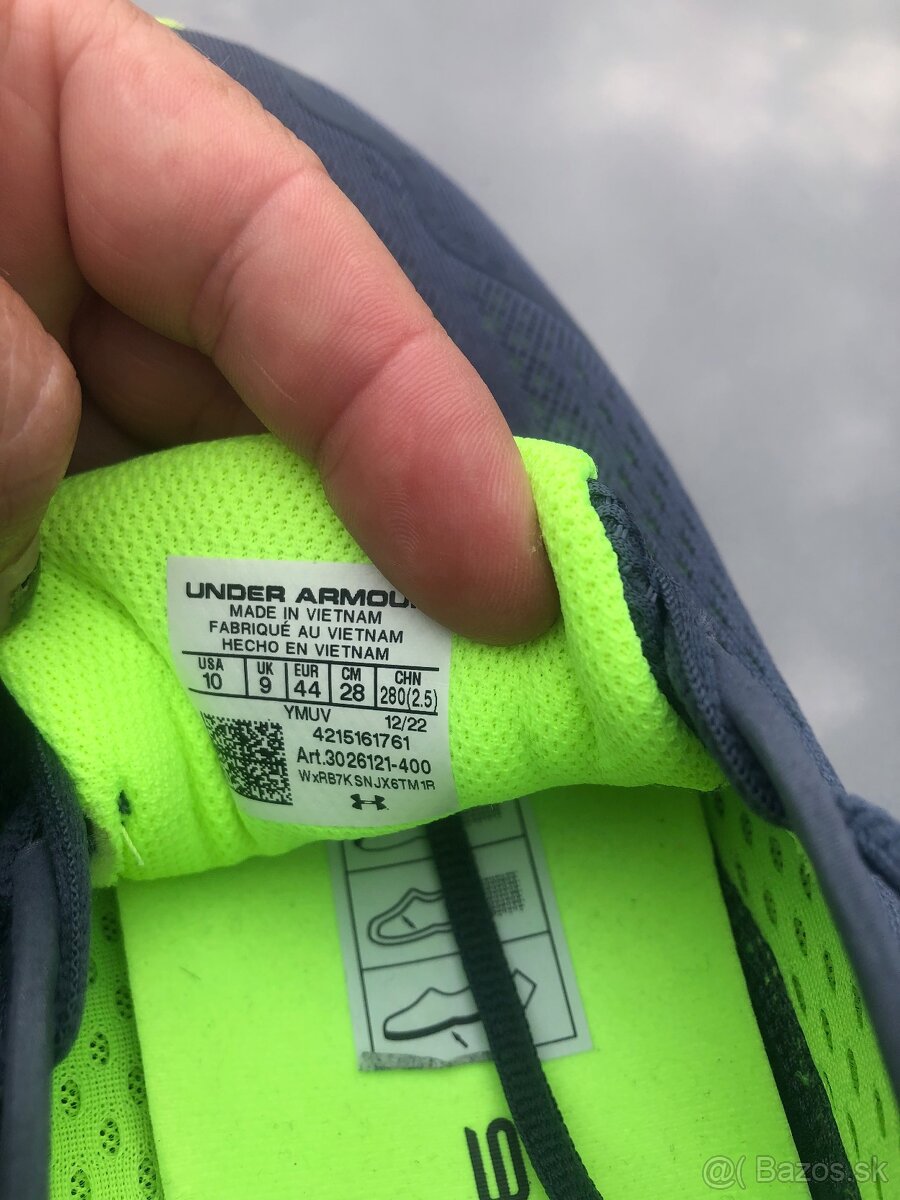 UNDER ARMOU
MADE IN VIETNAM
FABRIQUÉ AU VIETNAM
HECHO EN VIETNAM
USA UK EUR CM CHN
10 9 44 28 280(2.5)
YMUV 12/22
4215161761
Art.3026121-400
WxRB7KSNJX6TM1R
@( Bazos.sk